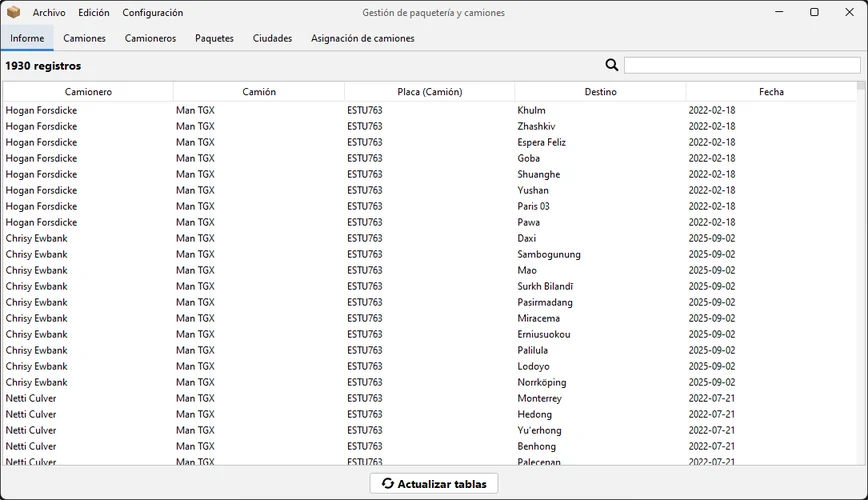 Archivo Edición Configuración Gestión de paquetería y camiones
Informe Camiones Camioneros Paquetes Ciudades Asignación de camiones
1930 registros
Camionero Camión Placa (Camión) Destino Fecha
Hogan Forsdicke Man TGX ESTU763 Khulm 2022-02-18
Hogan Forsdicke Man TGX ESTU763 Zhashkiv 2022-02-18
Hogan Forsdicke Man TGX ESTU763 Espera Feliz 2022-02-18
Hogan Forsdicke Man TGX ESTU763 Goba 2022-02-18
Hogan Forsdicke Man TGX ESTU763 Shuanghe 2022-02-18
Hogan Forsdicke Man TGX ESTU763 Yushan 2022-02-18
Hogan Forsdicke Man TGX ESTU763 Paris 03 2022-02-18
Hogan Forsdicke Man TGX ESTU763 Pawa 2022-02-18
Chrisy Ewbank Man TGX ESTU763 Daxi 2025-09-02
Chrisy Ewbank Man TGX ESTU763 Sambogunung 2025-09-02
Chrisy Ewbank Man TGX ESTU763 Mao 2025-09-02
Chrisy Ewbank Man TGX ESTU763 Surkh Bilandī 2025-09-02
Chrisy Ewbank Man TGX ESTU763 Pasirmadang 2025-09-02
Chrisy Ewbank Man TGX ESTU763 Miracema 2025-09-02
Chrisy Ewbank Man TGX ESTU763 Erniusuokou 2025-09-02
Chrisy Ewbank Man TGX ESTU763 Palilula 2025-09-02
Chrisy Ewbank Man TGX ESTU763 Lodoyo 2025-09-02
Chrisy Ewbank Man TGX ESTU763 Norrköping 2025-09-02
Netti Culver Man TGX ESTU763 Monterrey 2022-07-21
Netti Culver Man TGX ESTU763 Hedong 2022-07-21
Netti Culver Man TGX ESTU763 Yu'erhong 2022-07-21
Netti Culver Man TGX ESTU763 Benhong 2022-07-21
Netti Culver Man TGX ESTU763 Palecenan 2022-07-21
Actualizar tablas